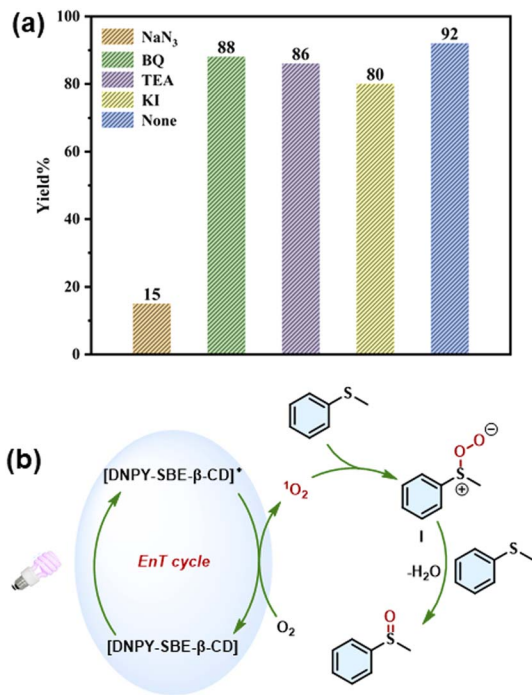 (a)
100
80
60
40
20
0
Yield%
NaN₃
BQ
TEA
KI
None
15
88
86
80
92
(b)
[DNPY-SBE-β-CD]*
EnT cycle
[DNPY-SBE-β-CD]
¹O₂
O₂
S
O
O
⊖
S
⊕
I
-H₂O
S
O
S